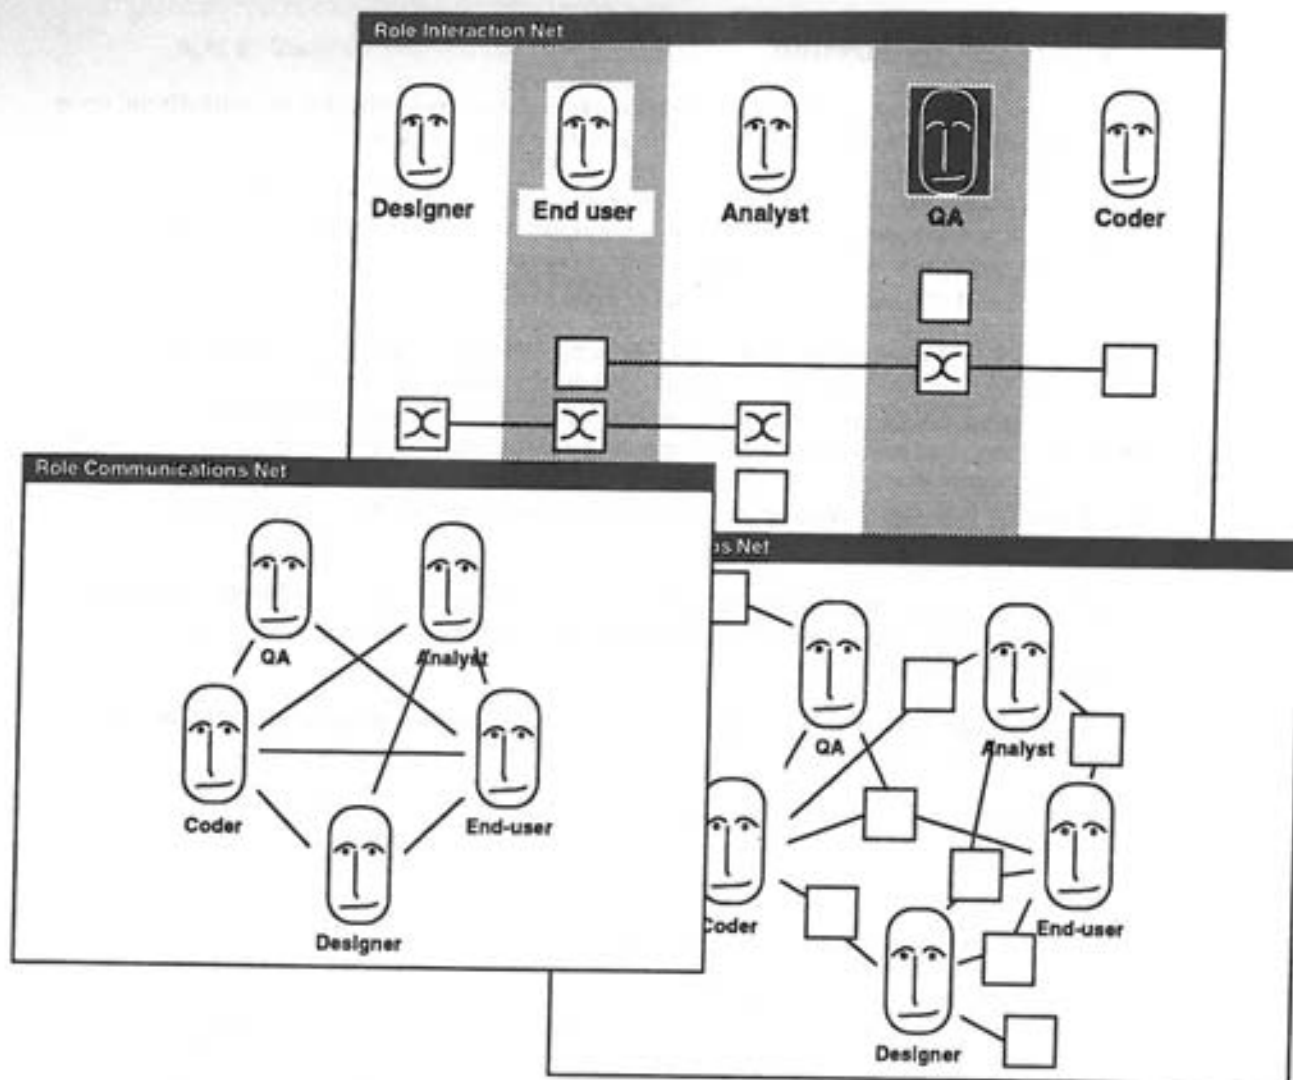 Role Interaction Net
Designer End user Analyst QA Coder
Role Communications Net
QA Analyst
Coder End-user
Designer
Net
QA Analyst
Coder End-user
Designer